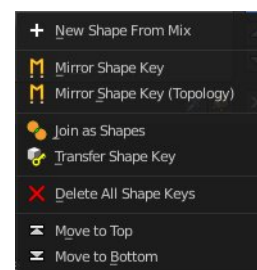 New Shape From Mix
Mirror Shape Key
Mirror Shape Key (Topology)
Join as Shapes
Transfer Shape Key
Delete All Shape Keys
Move to Top
Move to Bottom